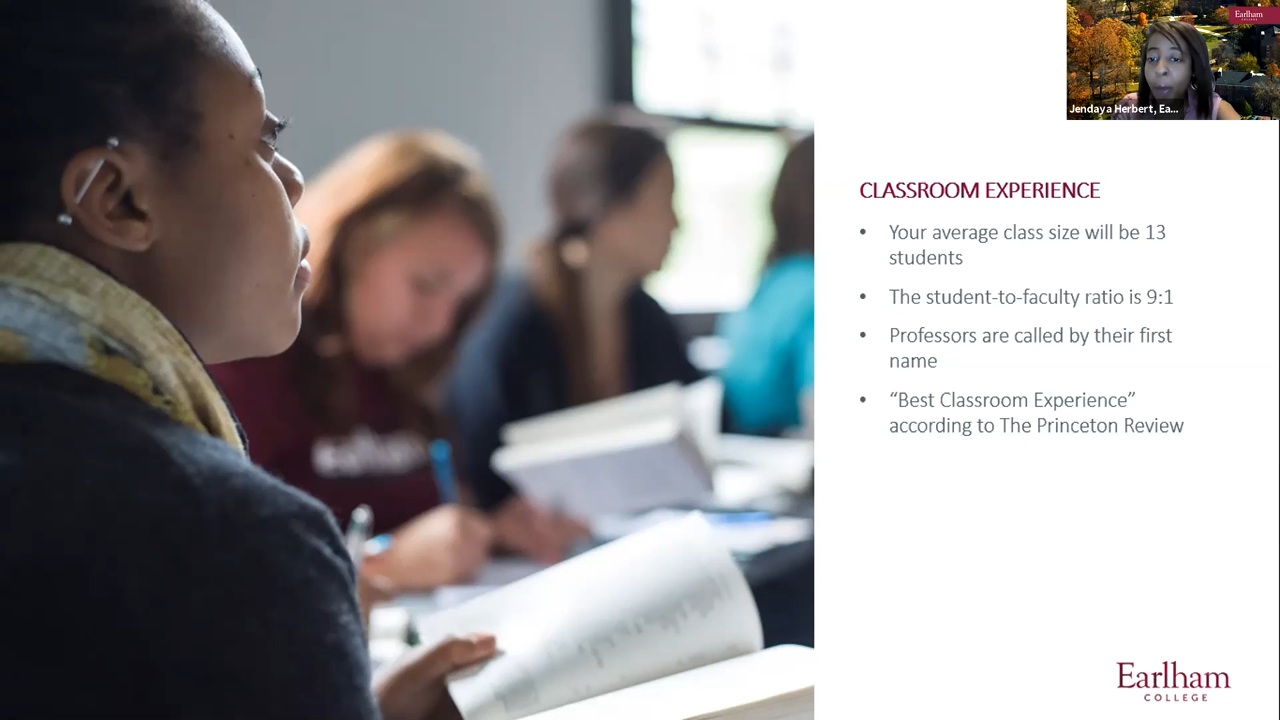 Earlham
COLLEGE
Jendaya Herbert, Ea...
CLASSROOM EXPERIENCE
• Your average class size will be 13
students
• The student-to-faculty ratio is 9:1
• Professors are called by their first
name
• “Best Classroom Experience”
according to The Princeton Review
Earlham
Earlham
COLLEGE